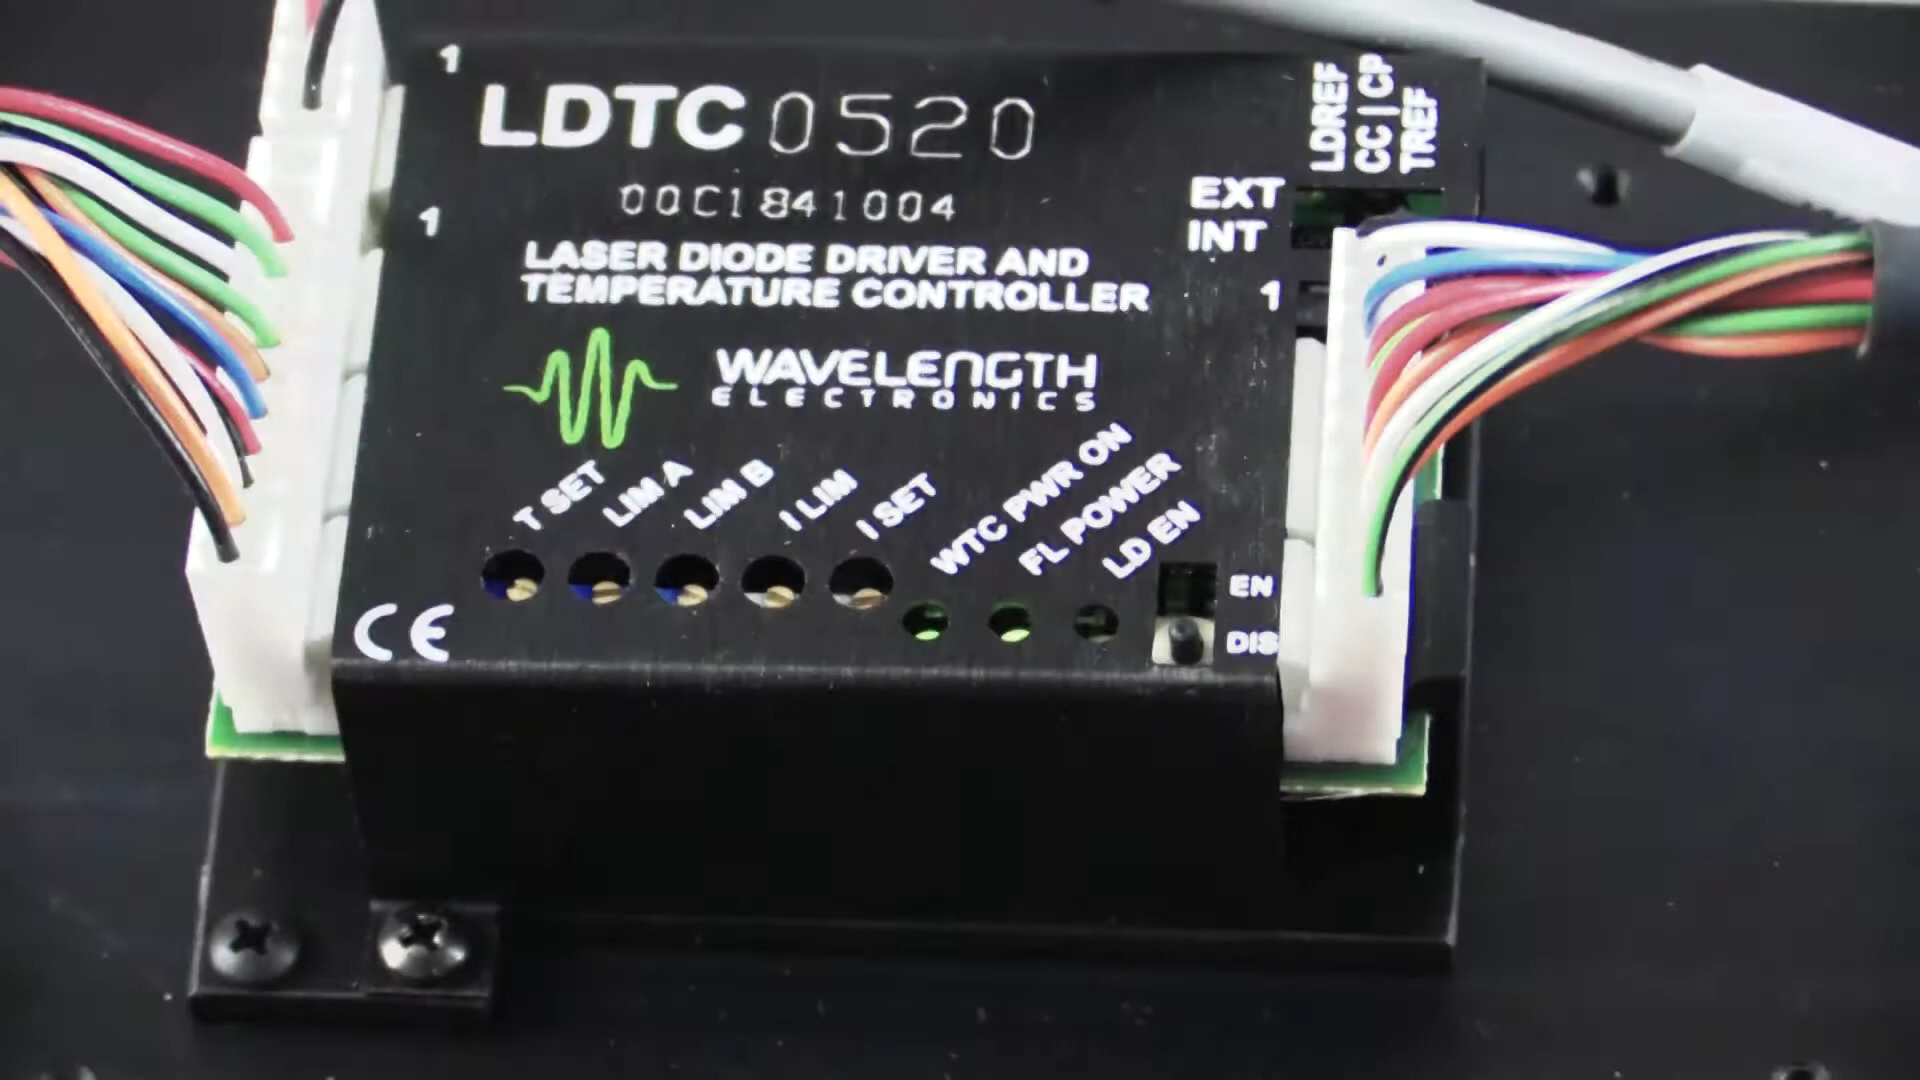 1
LDTC 0520
00C1841004
1
LASER DIODE DRIVER AND
TEMPERATURE CONTROLLER
WAVELENGTH
ELECTRONICS
LDREF
CC | CP
TREF
EXT
INT
1
T SET
LIM A
LIM B
I LIM
I SET
WTC PWR ON
FL POWER
LD EN
EN
DIS
CE